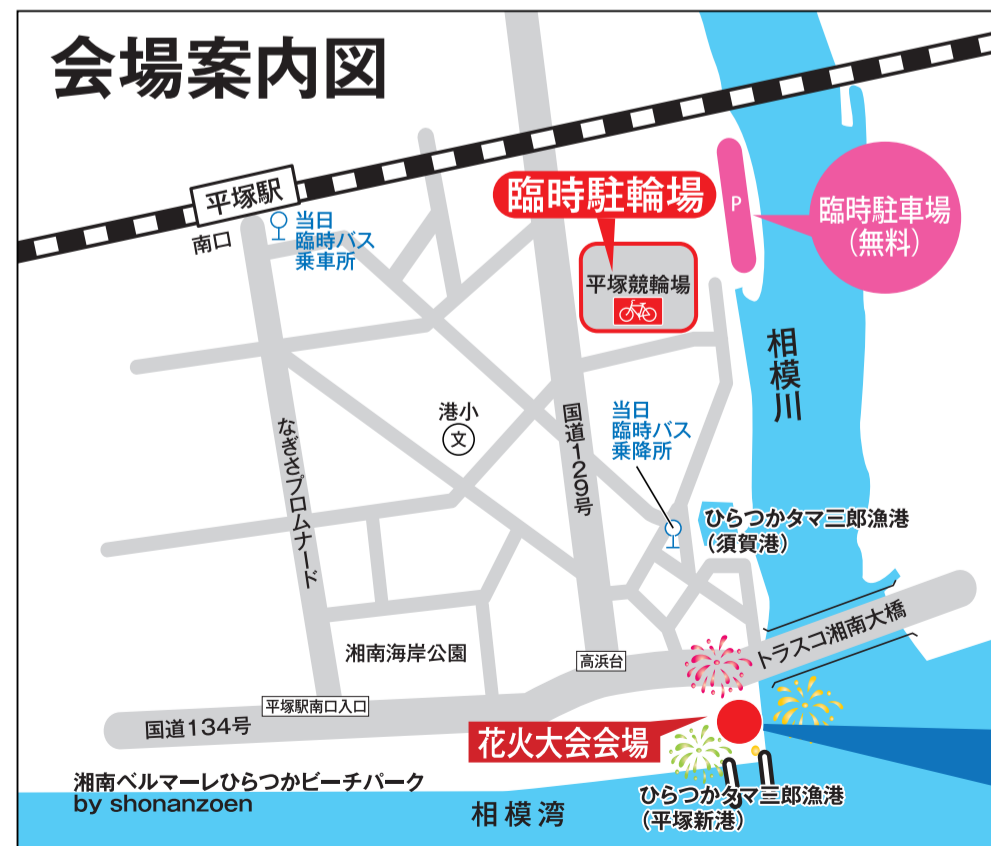 会場案内図
平塚駅
南口
当日
臨時バス
乗車所
臨時駐輪場
平塚競輪場
P
臨時駐車場
(無料)
相模川
港小
文
なぎさプロムナード
国道129号
当日
臨時バス
乗降所
ひらつかタマ三郎漁港
(須賀港)
湘南海岸公園
高浜台
トラスコ湘南大橋
平塚駅南口入口
国道134号
花火大会会場
湘南ベルマーレひらつかビーチパーク
by shonanzoen
相模湾
ひらつかタマ三郎漁港
(平塚新港)